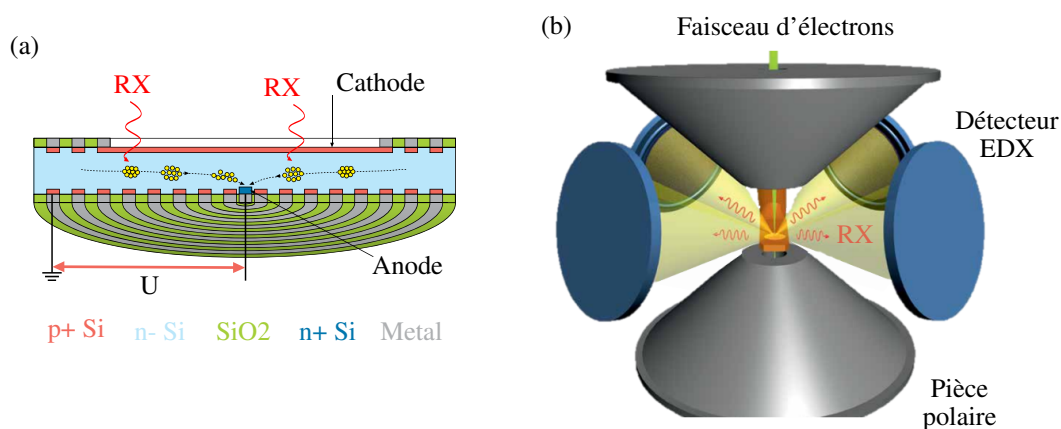 (a)
RX
RX
Cathode
Anode
U
p+ Si n- Si SiO2 n+ Si Metal
(b)
Faisceau d'électrons
Détecteur
EDX
RX
Pièce
polaire